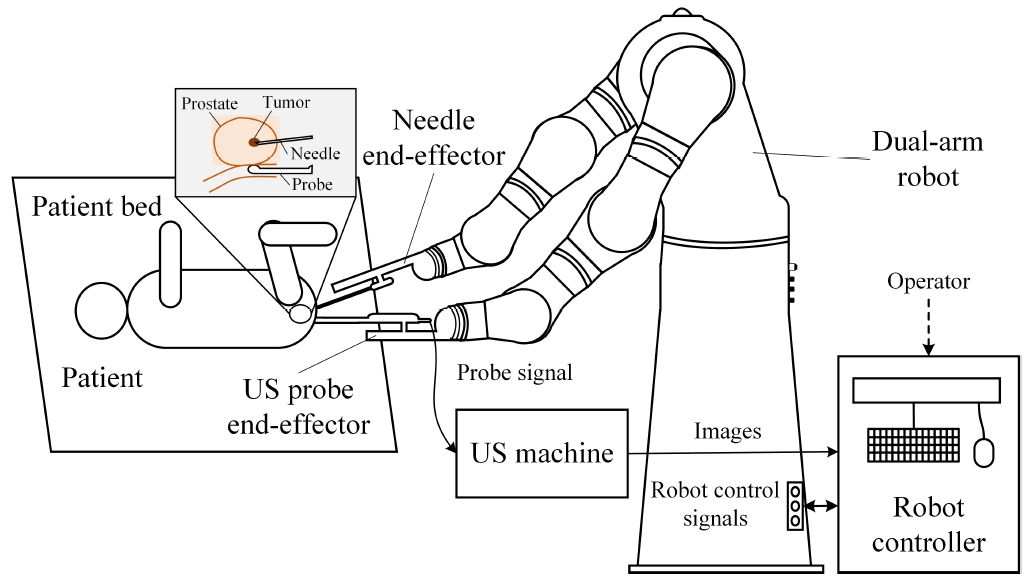 Prostate
Tumor
Needle
Probe
Needle
end-effector
Dual-arm
robot
Patient bed
Patient
US probe
end-effector
Probe signal
Operator
US machine
Images
Robot control
signals
Robot
controller